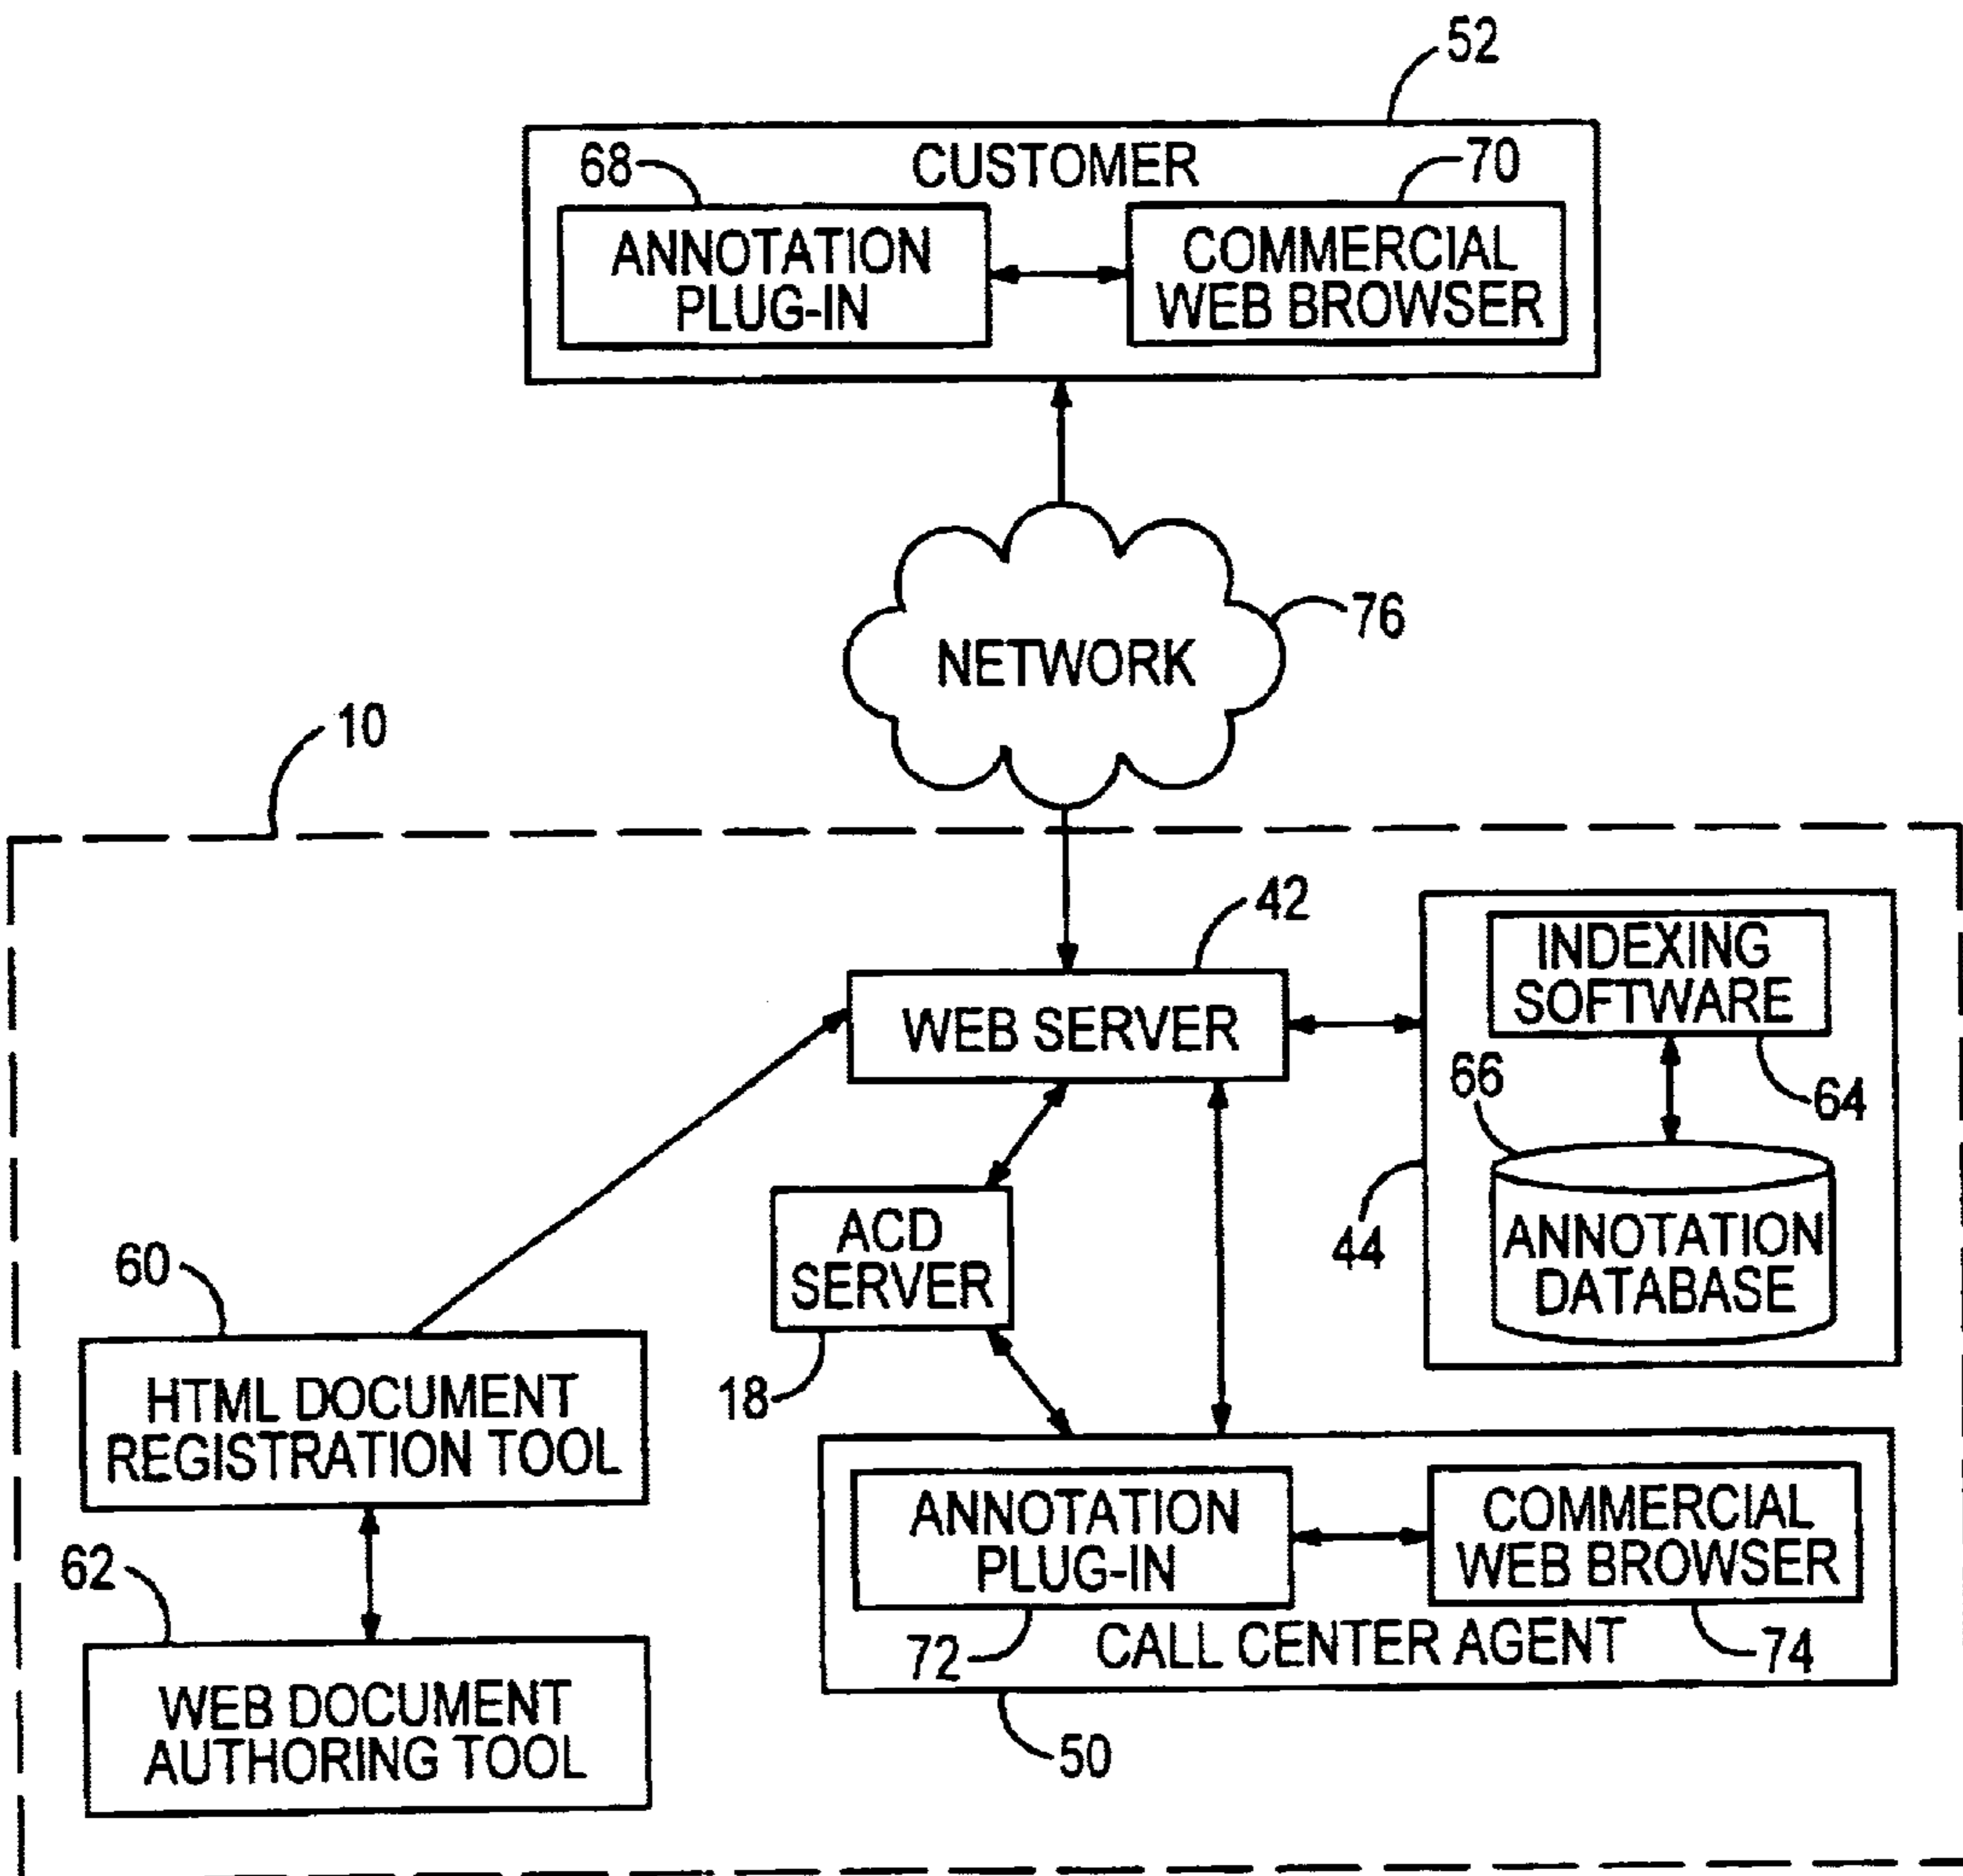 52
68
CUSTOMER
70
ANNOTATION
PLUG-IN
COMMERCIAL
WEB BROWSER
76
NETWORK
10
42
WEB SERVER
INDEXING
SOFTWARE
64
66
ANNOTATION
DATABASE
44
ACD
SERVER
18
60
HTML DOCUMENT
REGISTRATION TOOL
62
WEB DOCUMENT
AUTHORING TOOL
ANNOTATION
PLUG-IN
COMMERCIAL
WEB BROWSER
72
CALL CENTER AGENT
74
50